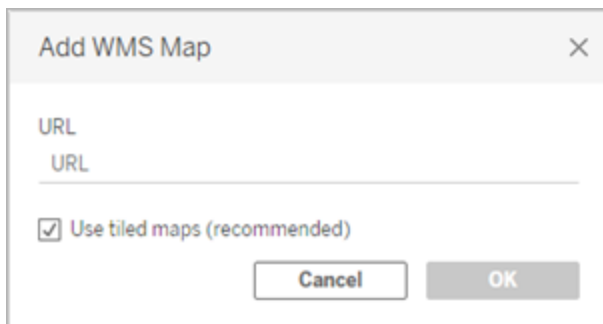 Add WMS Map
URL
URL
Use tiled maps (recommended)
Cancel OK